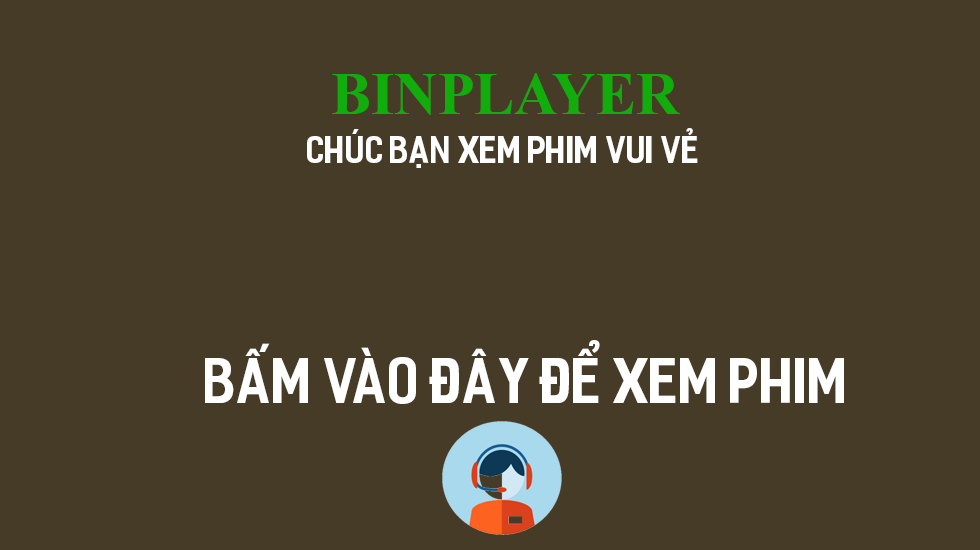 BINPLAYER
CHÚC BẠN XEM PHIM VUI VẺ
BẤM VÀO ĐÂY ĐỂ XEM PHIM